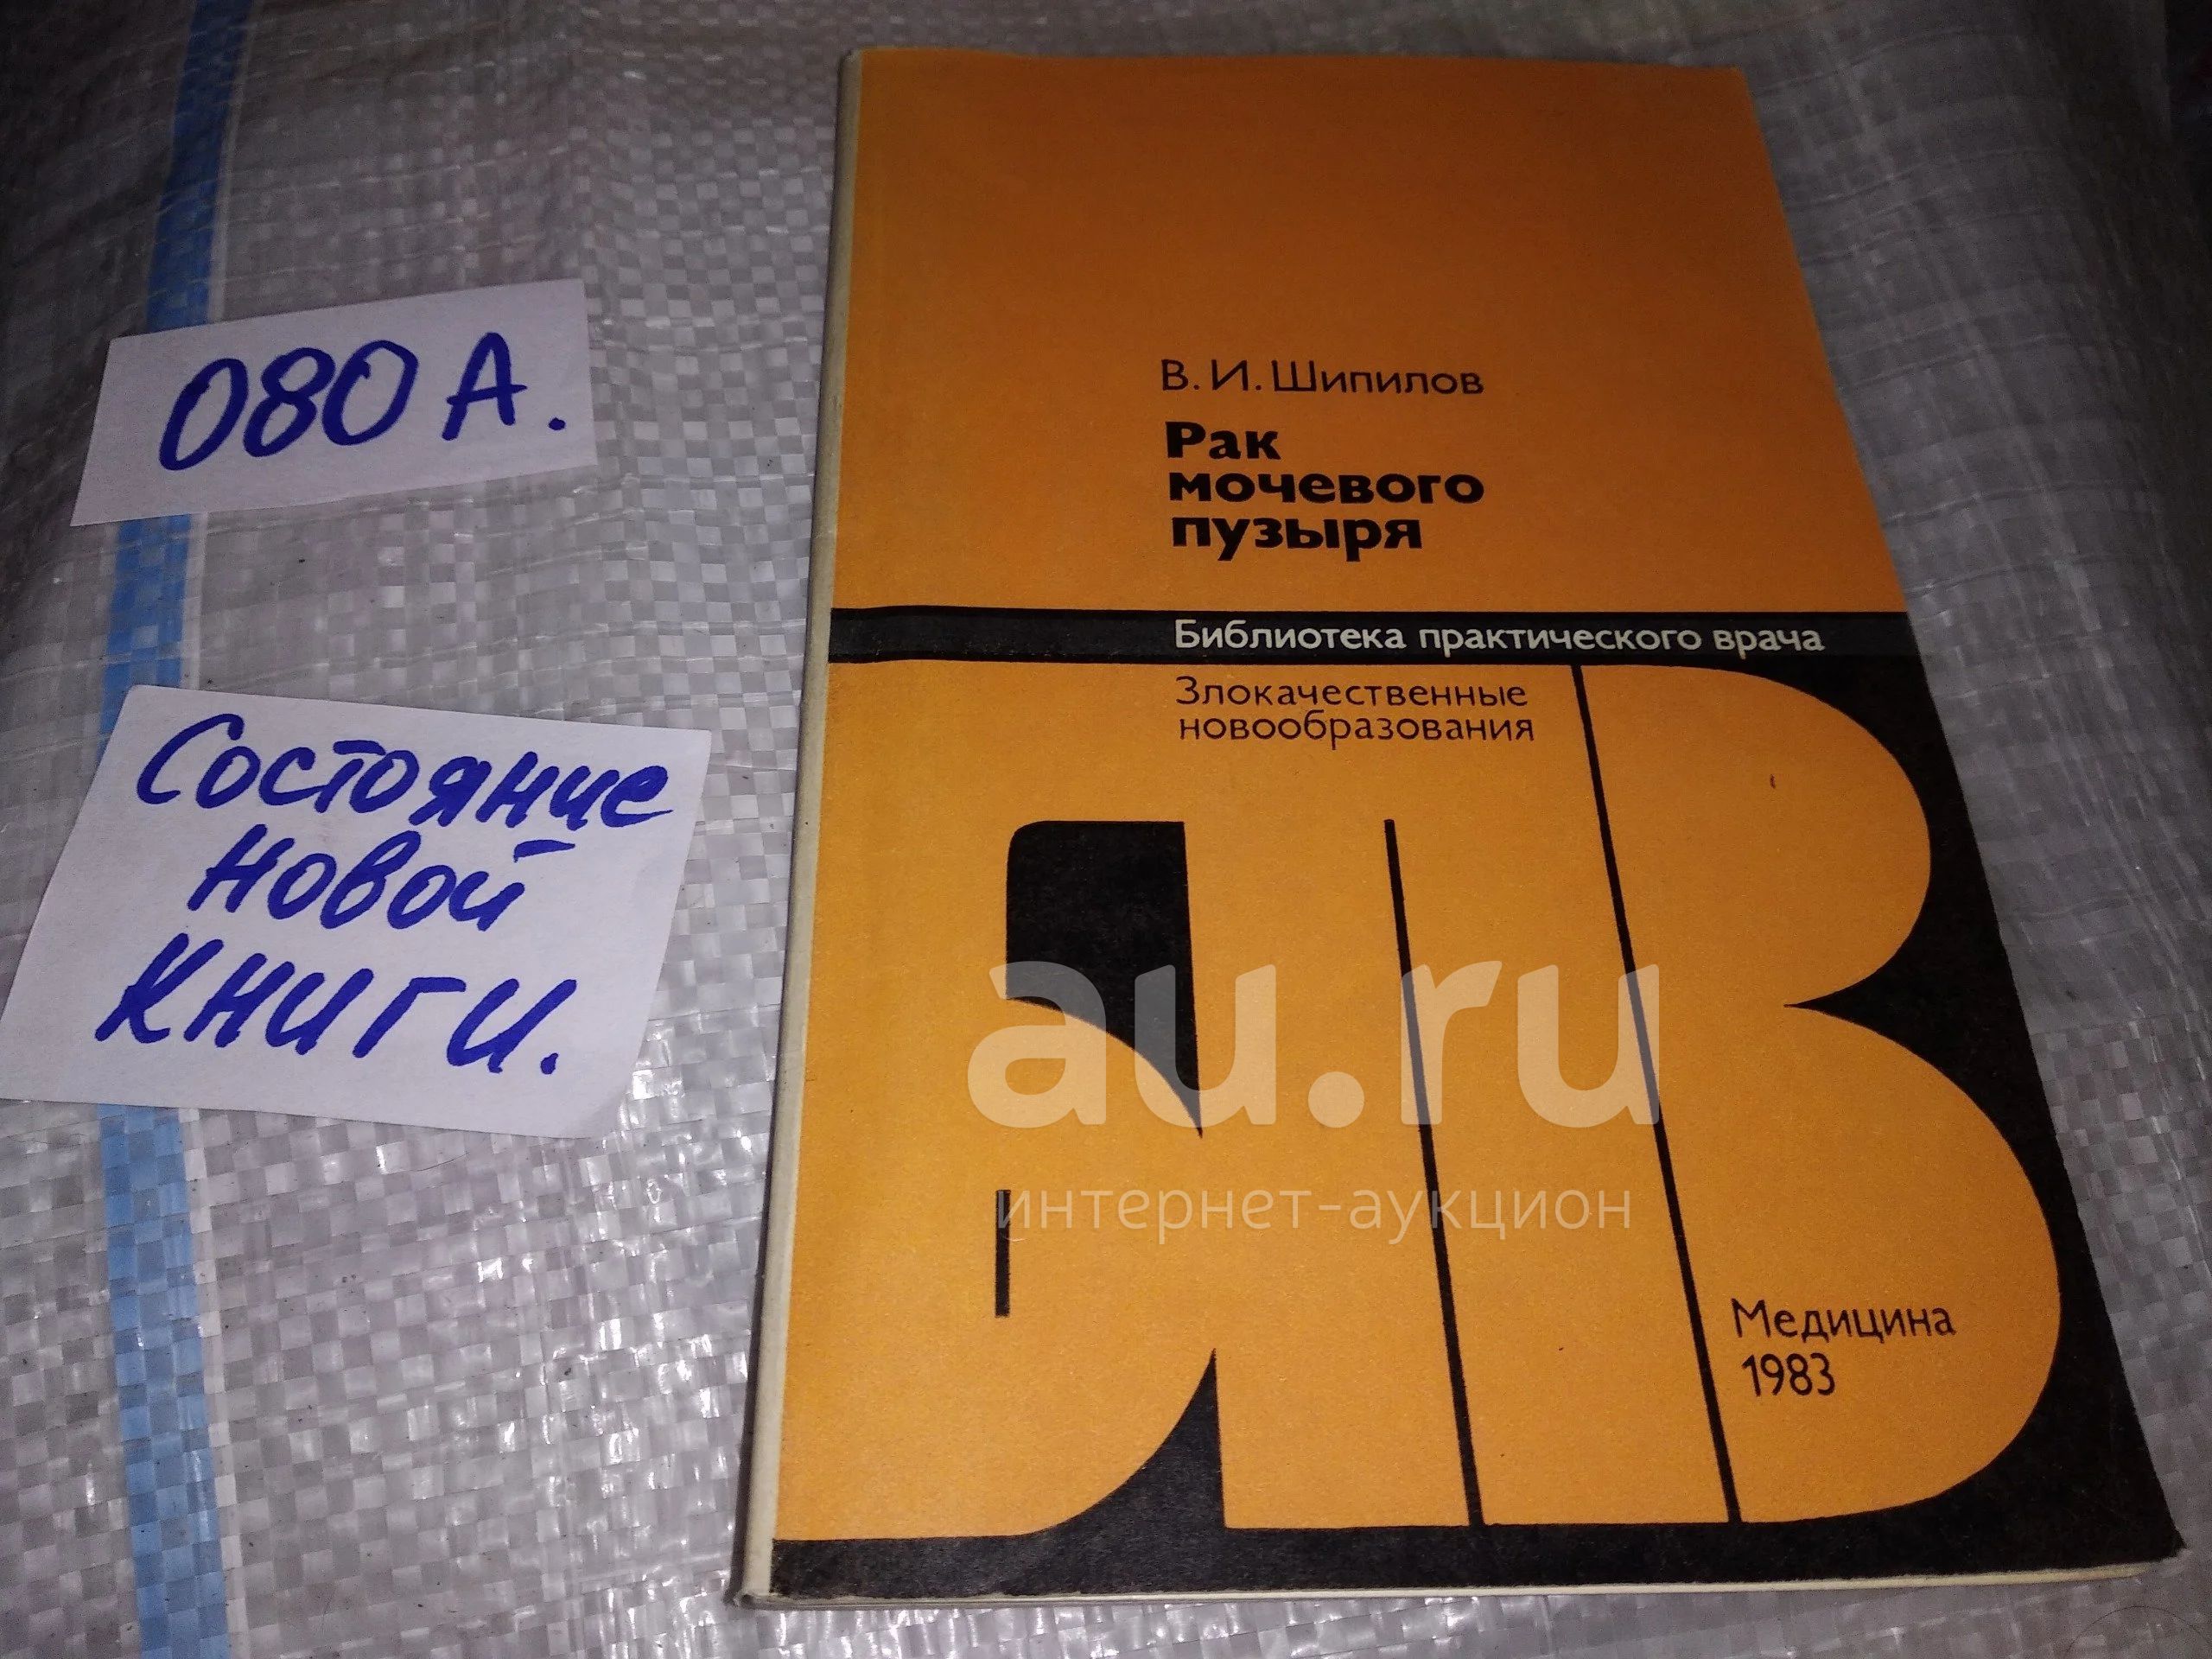 080 А.
Состояние
новой
книги.
В. И. Шипилов
Рак
мочевого
пузыря
Библиотека практического врача
Злокачественные
новообразования
БПВ
au.ru
интернет-аукцион
Медицина
1983